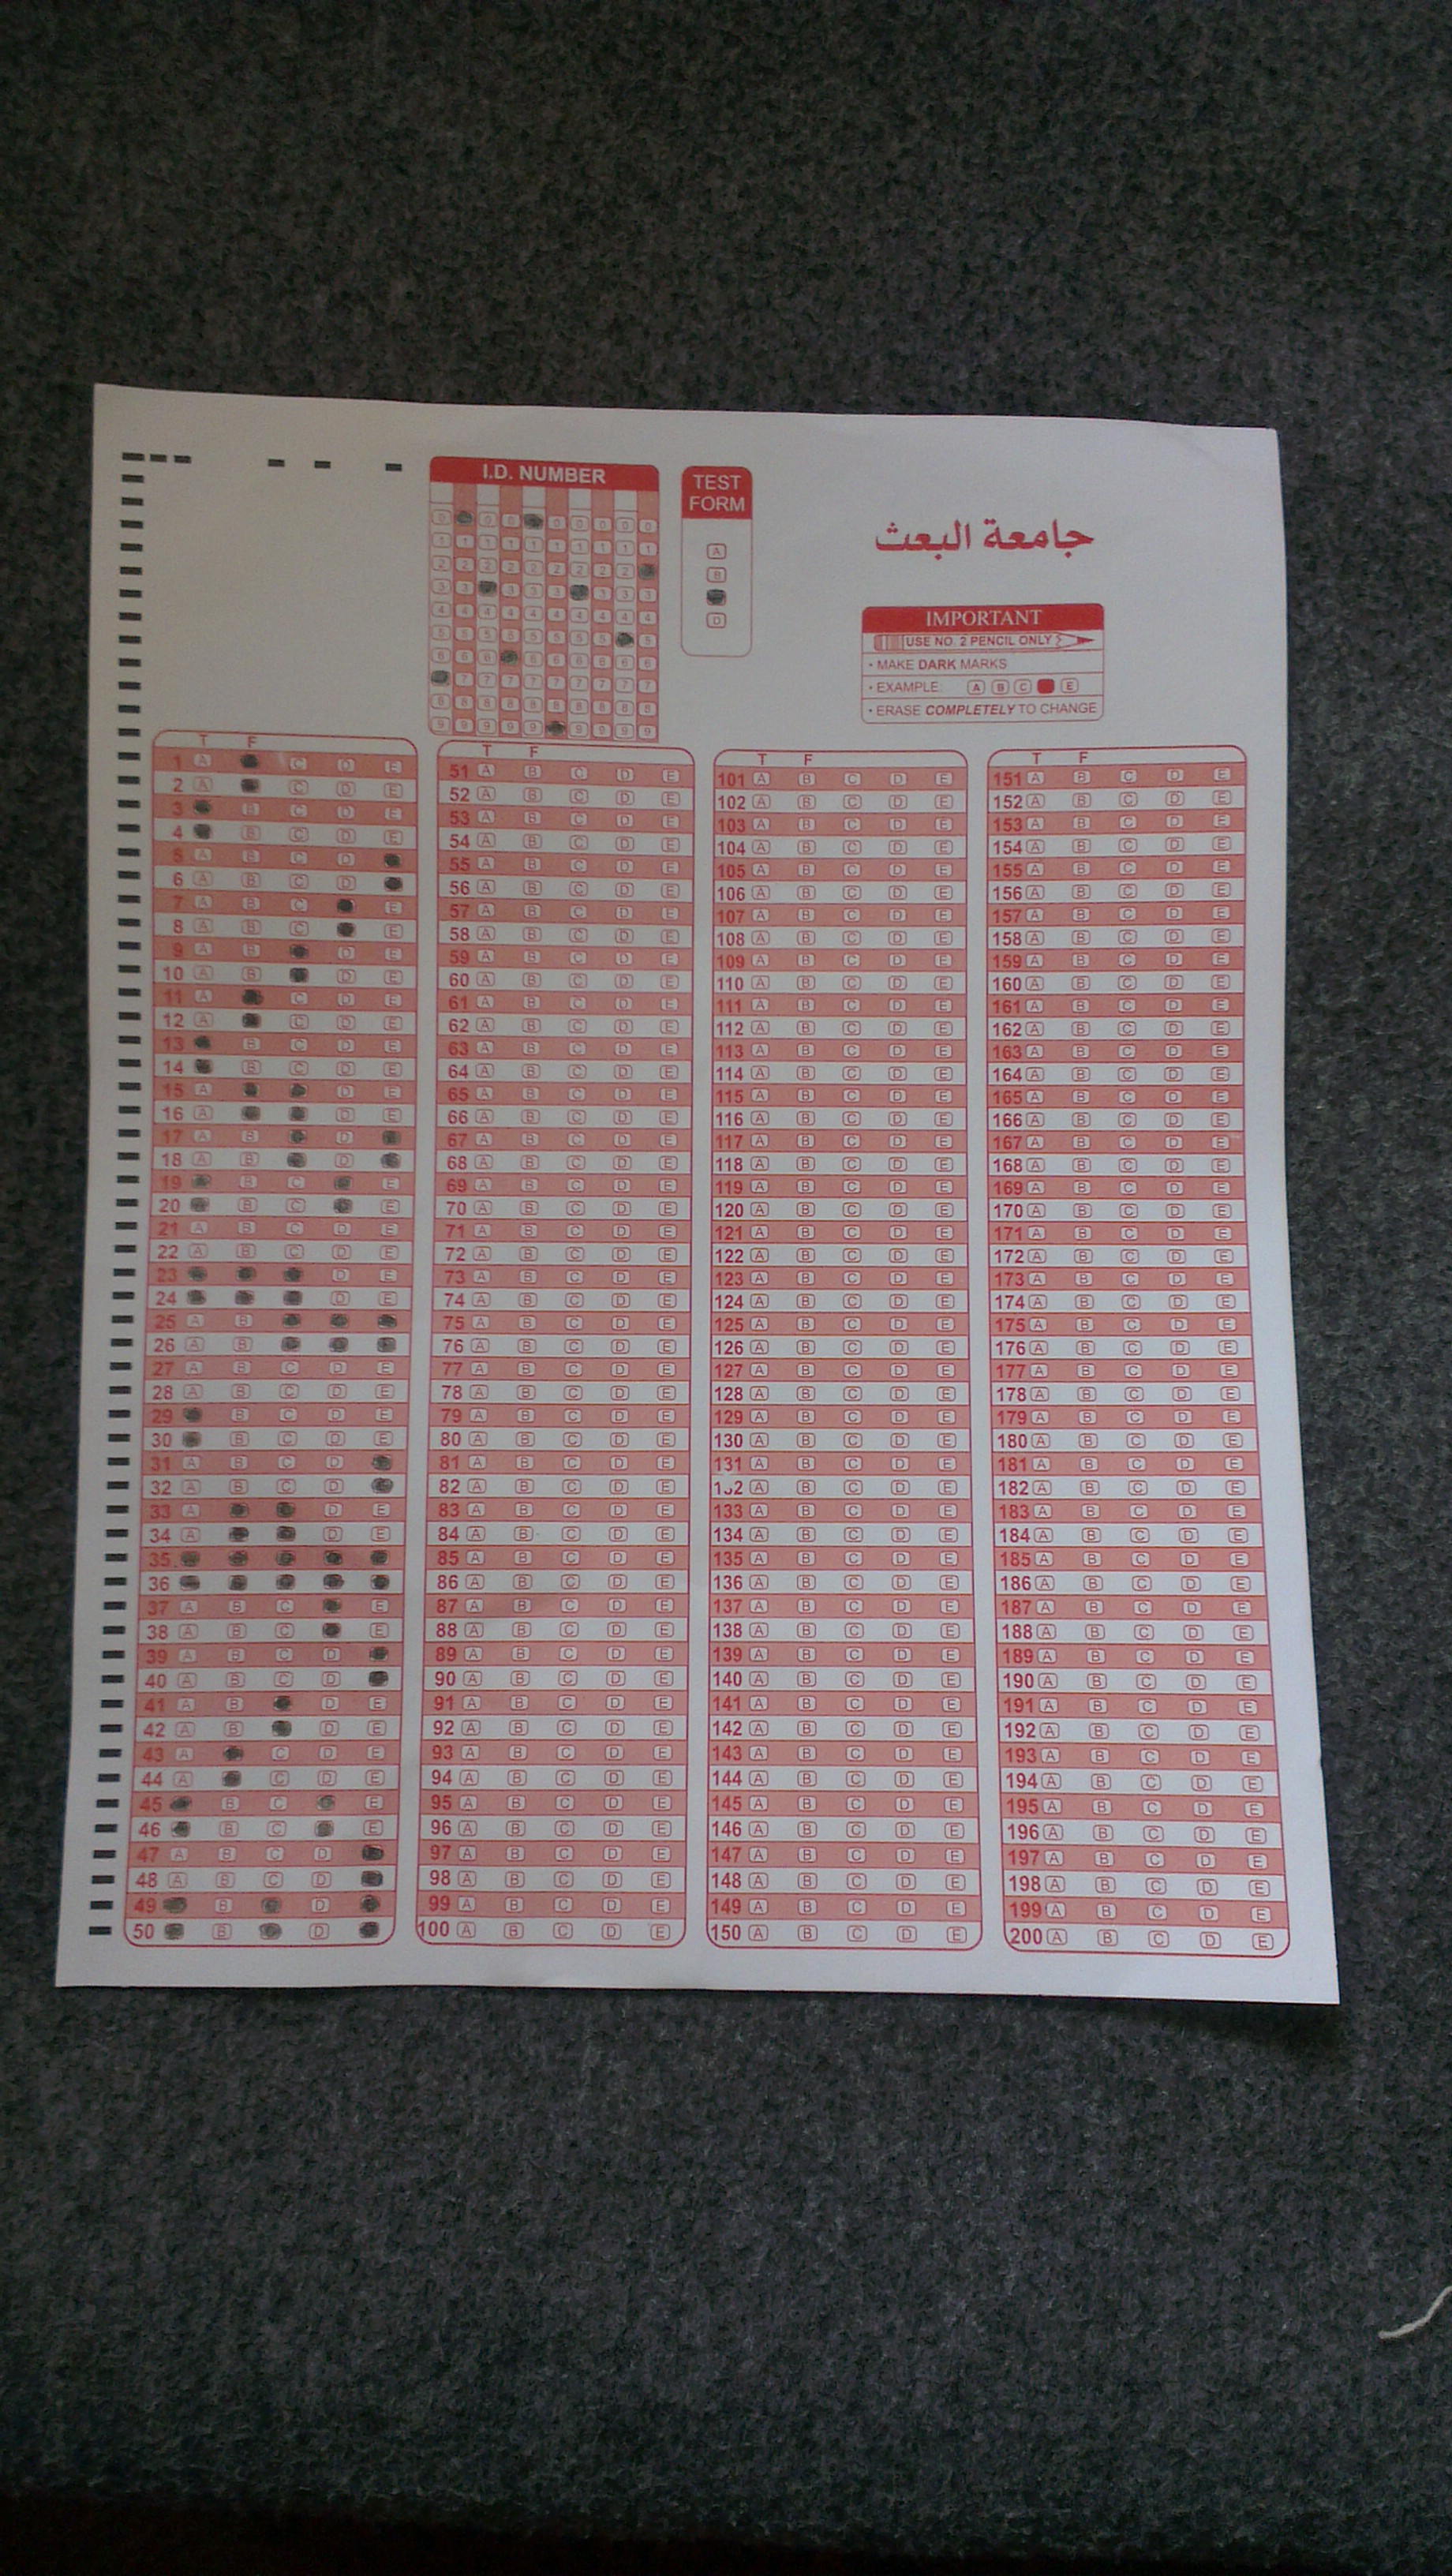 I.D. NUMBER
0 0 0 0 0 0 0 0
1 1 1 1 1 1 1 1 1 1
2 2 2 2 2 2 2 2 2
3 3 3 3 3 3 3 3
4 4 4 4 4 4 4 4 4 4
5 5 5 5 5 5 5 5 5
6 6 6 6 6 6 6 6 6
7 7 7 7 7 7 7 7 7
8 8 8 8 8 8 8 8 8 8
9 9 9 9 9 9 9 9 9
TEST
FORM
A
B
D
جامعة البعث
IMPORTANT
USE NO. 2 PENCIL ONLY
• MAKE DARK MARKS
• EXAMPLE: A B C E
• ERASE COMPLETELY TO CHANGE
T F
1 A C D E
2 A C D E
3 B C D E
4 B C D E
5 A B C D
6 A B C D
7 A B C E
8 A B C E
9 A B D E
10 A B D E
11 A C D E
12 A C D E
13 B C D E
14 B C D E
15 A D E
16 A D E
17 A B D
18 A B D
19 B C E
20 B C E
21 A B C D E
22 A B C D E
23 D E
24 D E
25 A B
26 A B
27 A B C D E
28 A B C D E
29 B C D E
30 B C D E
31 A B C D
32 A B C D
33 A D E
34 A D E
35
36
37 A B C E
38 A B C E
39 A B C D
40 A B C D
41 A B D E
42 A B D E
43 A C D E
44 A C D E
45 B C E
46 B C E
47 A B C D
48 A B C D
49 B D
50 B D
T F
51 A B C D E
52 A B C D E
53 A B C D E
54 A B C D E
55 A B C D E
56 A B C D E
57 A B C D E
58 A B C D E
59 A B C D E
60 A B C D E
61 A B C D E
62 A B C D E
63 A B C D E
64 A B C D E
65 A B C D E
66 A B C D E
67 A B C D E
68 A B C D E
69 A B C D E
70 A B C D E
71 A B C D E
72 A B C D E
73 A B C D E
74 A B C D E
75 A B C D E
76 A B C D E
77 A B C D E
78 A B C D E
79 A B C D E
80 A B C D E
81 A B C D E
82 A B C D E
83 A B C D E
84 A B C D E
85 A B C D E
86 A B C D E
87 A B C D E
88 A B C D E
89 A B C D E
90 A B C D E
91 A B C D E
92 A B C D E
93 A B C D E
94 A B C D E
95 A B C D E
96 A B C D E
97 A B C D E
98 A B C D E
99 A B C D E
100 A B C D E
T F
101 A B C D E
102 A B C D E
103 A B C D E
104 A B C D E
105 A B C D E
106 A B C D E
107 A B C D E
108 A B C D E
109 A B C D E
110 A B C D E
111 A B C D E
112 A B C D E
113 A B C D E
114 A B C D E
115 A B C D E
116 A B C D E
117 A B C D E
118 A B C D E
119 A B C D E
120 A B C D E
121 A B C D E
122 A B C D E
123 A B C D E
124 A B C D E
125 A B C D E
126 A B C D E
127 A B C D E
128 A B C D E
129 A B C D E
130 A B C D E
131 A B C D E
A B C D E
133 A B C D E
134 A B C D E
135 A B C D E
136 A B C D E
137 A B C D E
138 A B C D E
139 A B C D E
140 A B C D E
141 A B C D E
142 A B C D E
143 A B C D E
144 A B C D E
145 A B C D E
146 A B C D E
147 A B C D E
148 A B C D E
149 A B C D E
150 A B C D E
T F
151 A B C D E
152 A B C D E
153 A B C D E
154 A B C D E
155 A B C D E
156 A B C D E
157 A B C D E
158 A B C D E
159 A B C D E
160 A B C D E
161 A B C D E
162 A B C D E
163 A B C D E
164 A B C D E
165 A B C D E
166 A B C D E
167 A B C D E
168 A B C D E
169 A B C D E
170 A B C D E
171 A B C D E
172 A B C D E
173 A B C D E
174 A B C D E
175 A B C D E
176 A B C D E
177 A B C D E
178 A B C D E
179 A B C D E
180 A B C D E
181 A B C D E
182 A B C D E
183 A B C D E
184 A B C D E
185 A B C D E
186 A B C D E
187 A B C D E
188 A B C D E
189 A B C D E
190 A B C D E
191 A B C D E
192 A B C D E
193 A B C D E
194 A B C D E
195 A B C D E
196 A B C D E
197 A B C D E
198 A B C D E
199 A B C D E
200 A B C D E